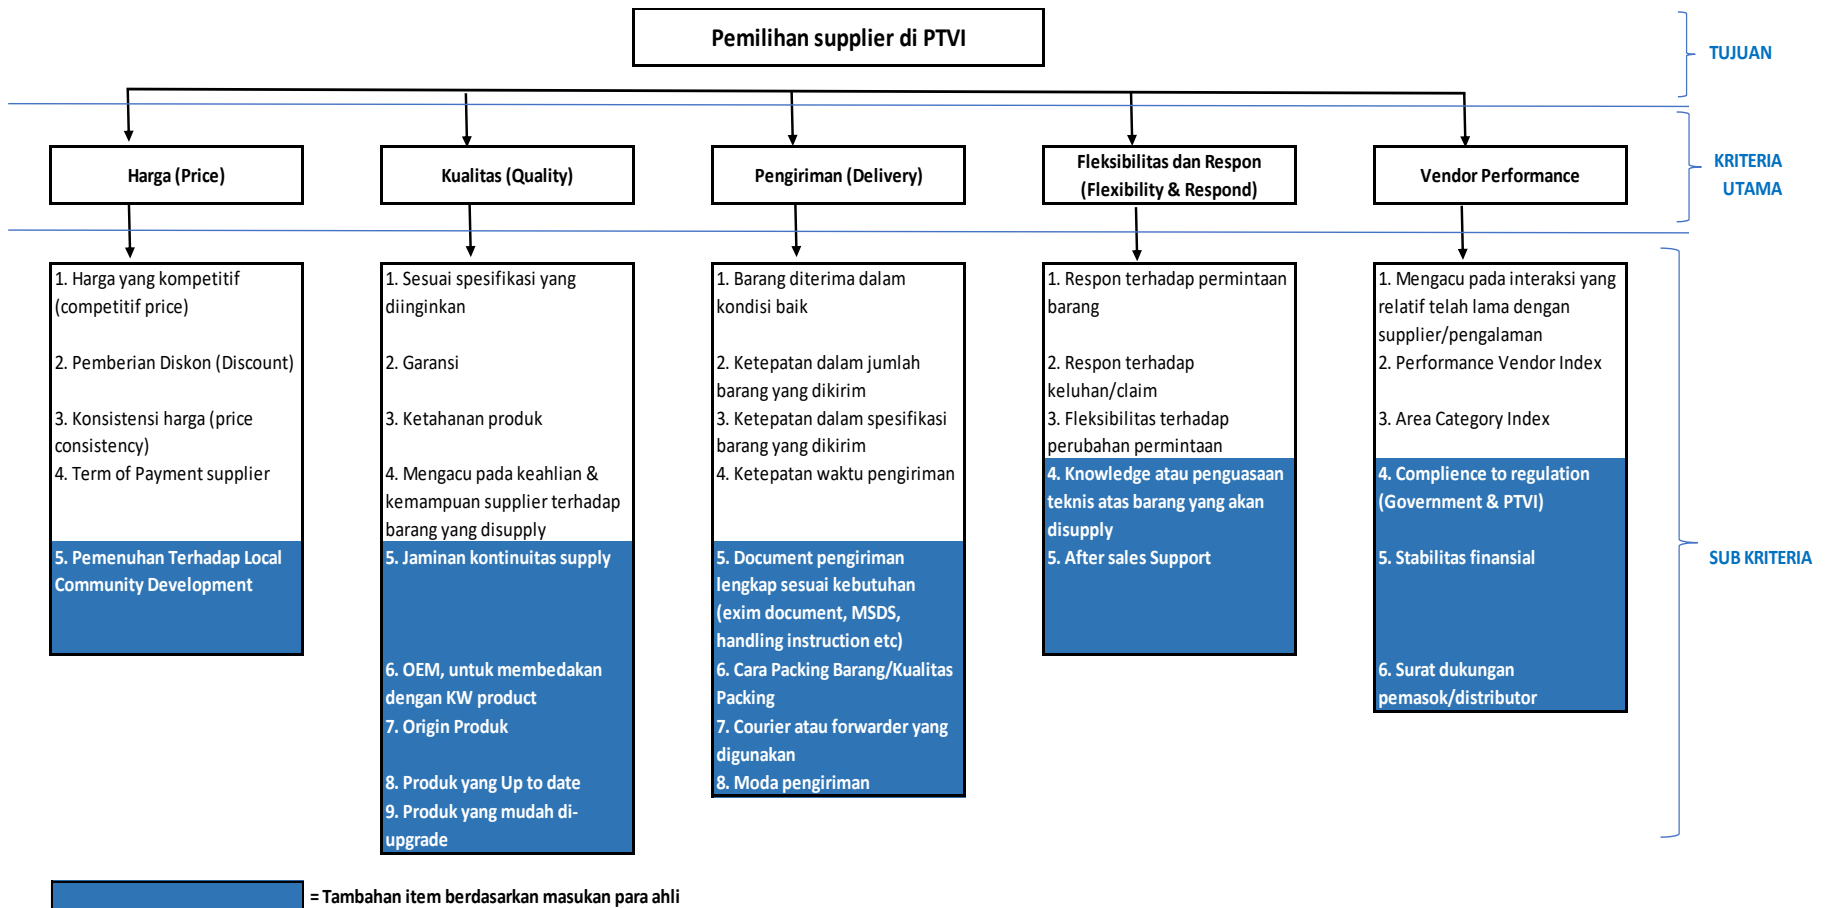 Pemilihan supplier di PTVI
TUJUAN
Harga (Price)
Kualitas (Quality)
Pengiriman (Delivery)
Fleksibilitas dan Respon
(Flexibility & Respond)
Vendor Performance
KRITERIA
UTAMA
1. Harga yang kompetitif
(competitif price)
2. Pemberian Diskon (Discount)
3. Konsistensi harga (price
consistency)
4. Term of Payment supplier
5. Pemenuhan Terhadap Local
Community Development
1. Sesuai spesifikasi yang
diinginkan
2. Garansi
3. Ketahanan produk
4. Mengacu pada keahlian &
kemampuan supplier terhadap
barang yang disupply
5. Jaminan kontinuitas supply
6. OEM, untuk membedakan
dengan KW product
7. Origin Produk
8. Produk yang Up to date
9. Produk yang mudah di-
upgrade
1. Barang diterima dalam
kondisi baik
2. Ketepatan dalam jumlah
barang yang dikirim
3. Ketepatan dalam spesifikasi
barang yang dikirim
4. Ketepatan waktu pengiriman
5. Document pengiriman
lengkap sesuai kebutuhan
(exim document, MSDS,
handling instruction etc)
6. Cara Packing Barang/Kualitas
Packing
7. Courier atau forwarder yang
digunakan
8. Moda pengiriman
1. Respon terhadap permintaan
barang
2. Respon terhadap
keluhan/claim
3. Fleksibilitas terhadap
perubahan permintaan
4. Knowledge atau penguasaan
teknis atas barang yang akan
disupply
5. After sales Support
1. Mengacu pada interaksi yang
relatif telah lama dengan
supplier/pengalaman
2. Performance Vendor Index
3. Area Category Index
4. Complience to regulation
(Government & PTVI)
5. Stabilitas finansial
6. Surat dukungan
pemasok/distributor
SUB KRITERIA
= Tambahan item berdasarkan masukan para ahli